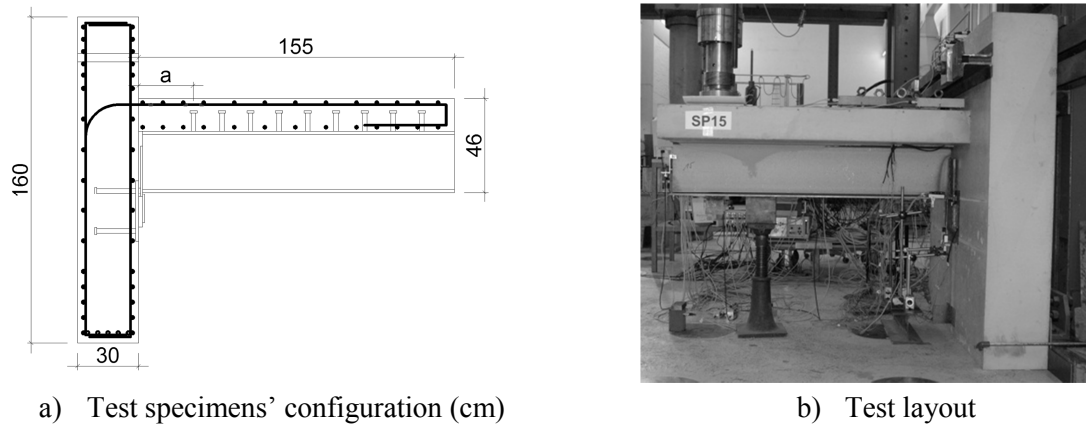 155
a
46
160
30
SP15
a) Test specimens’ configuration (cm)
b) Test layout